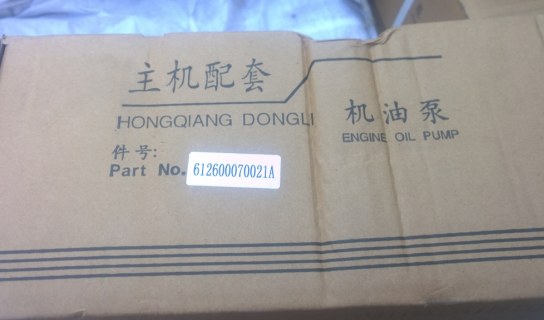 主机配套
HONGQIANG DONGLI
机油泵
ENGINE OIL PUMP
件号:
Part No. 612600070021A